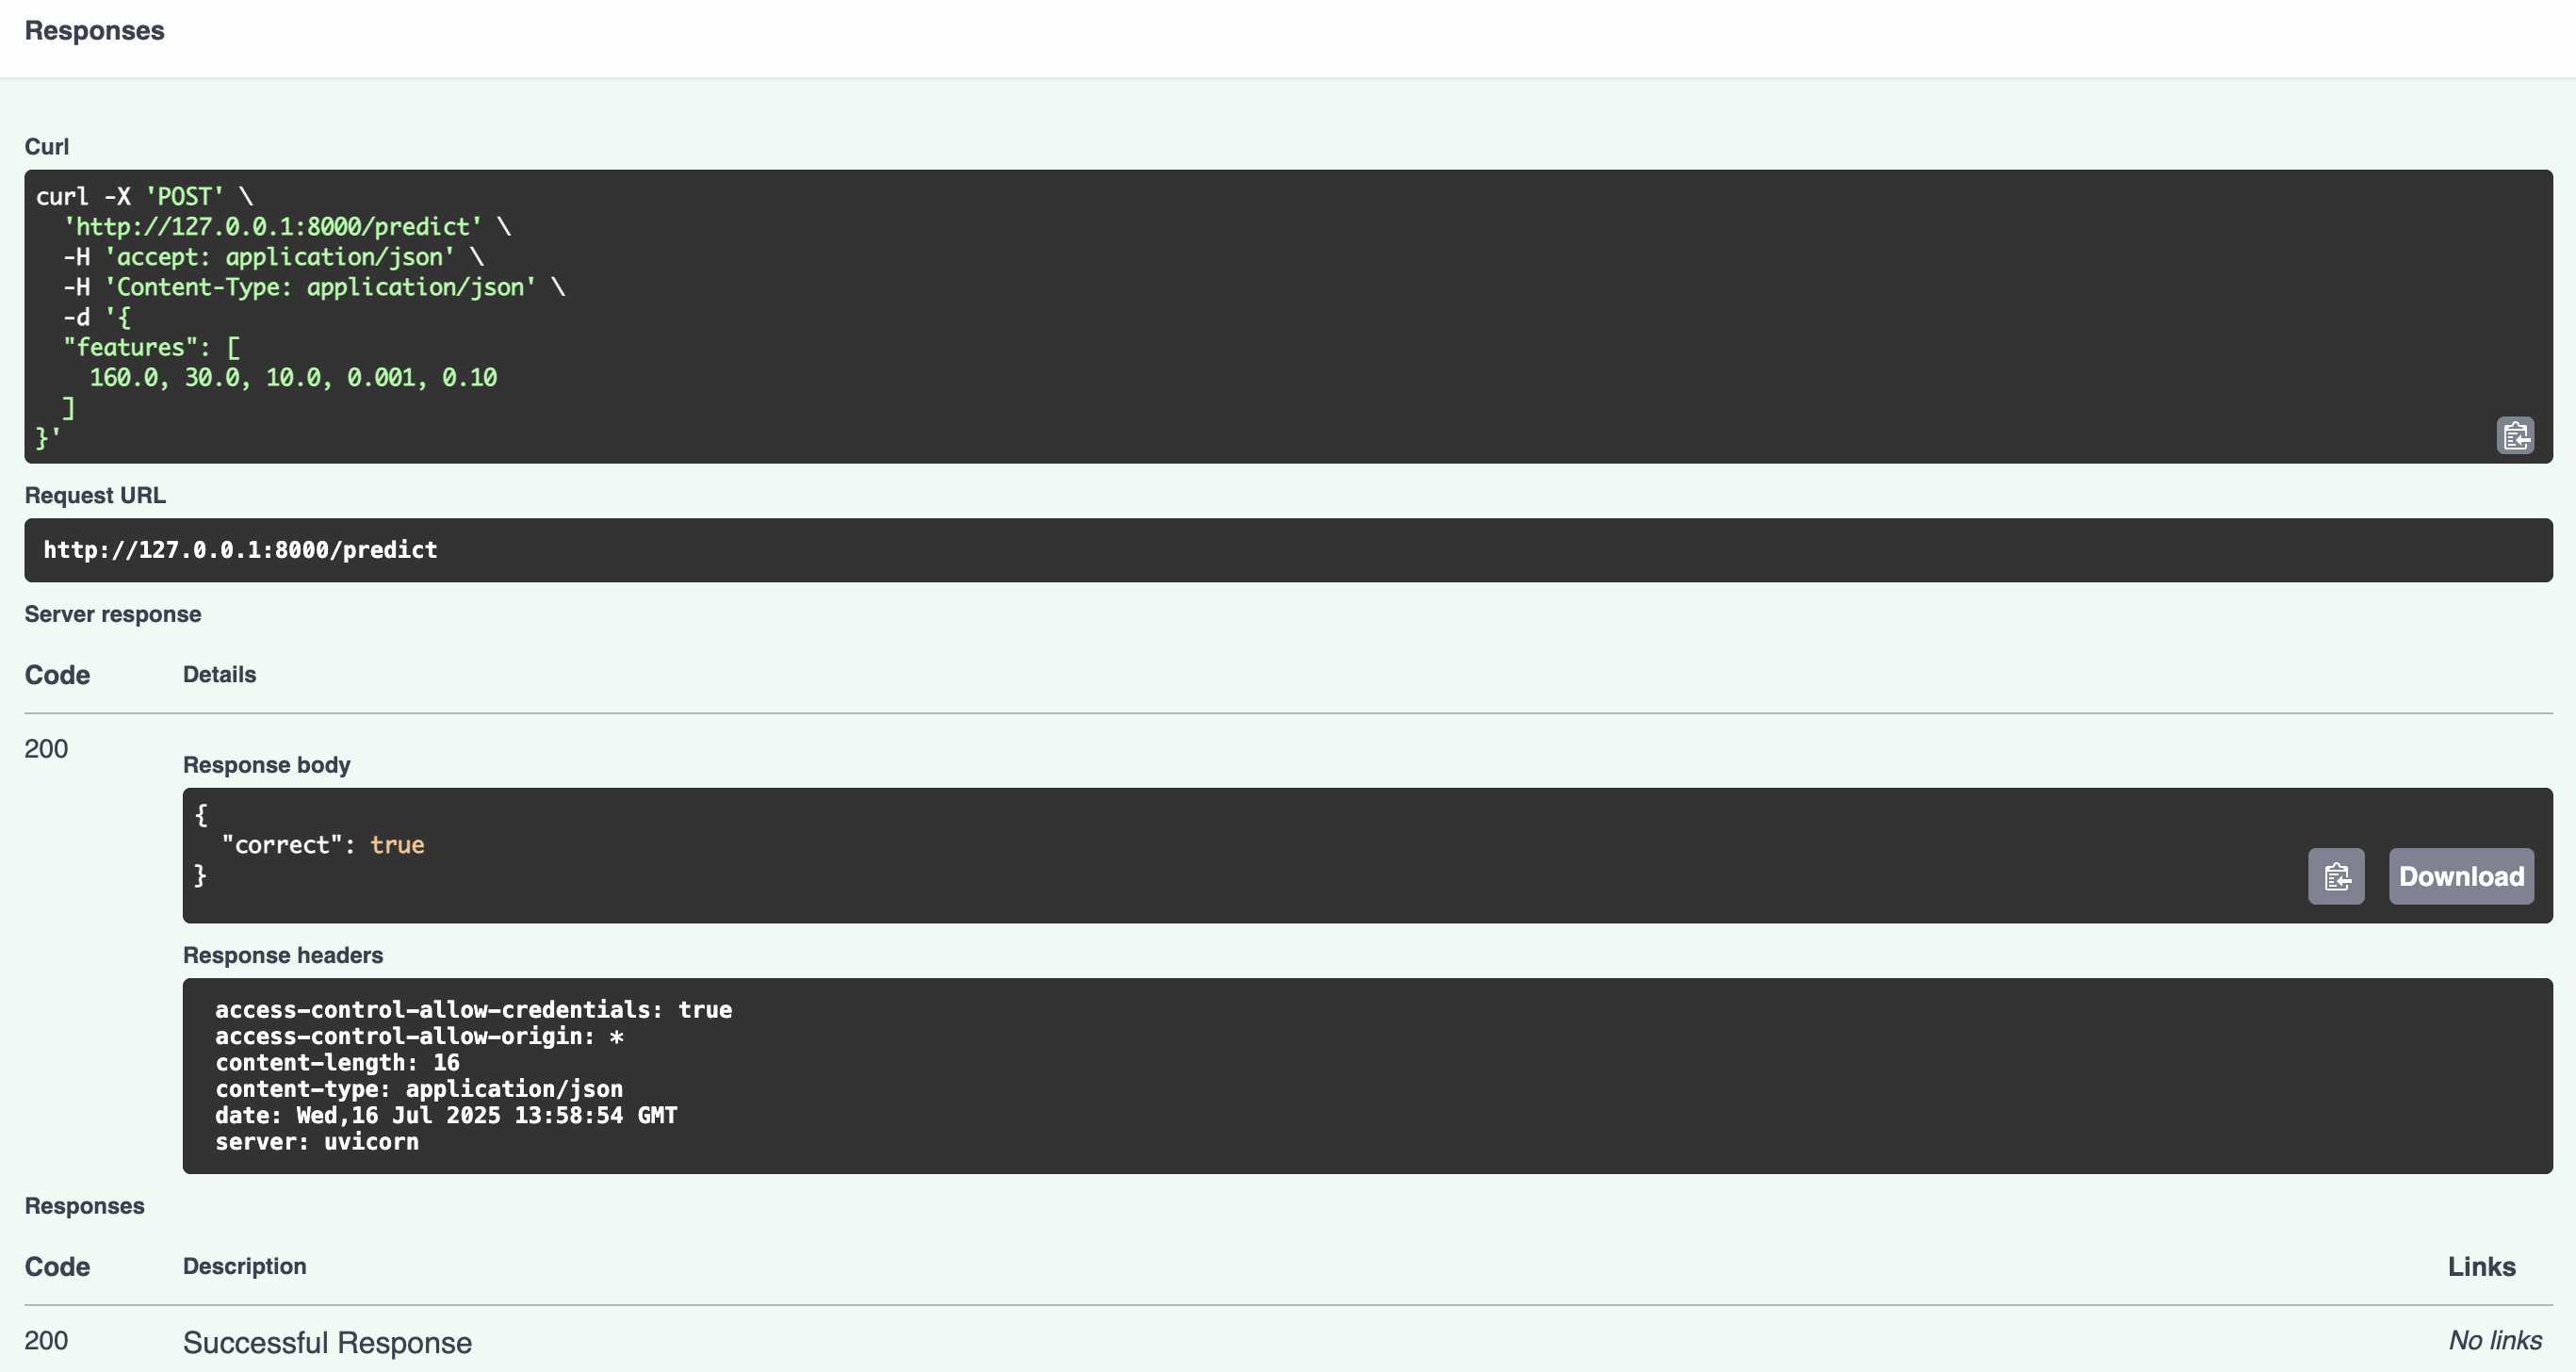 Responses
Curl
curl -X 'POST' \
  'http://127.0.0.1:8000/predict' \
  -H 'accept: application/json' \
  -H 'Content-Type: application/json' \
  -d '{
  "features": [
    160.0, 30.0, 10.0, 0.001, 0.10
  ]
}'
Request URL
http://127.0.0.1:8000/predict
Server response
Code Details
200
Response body
{
  "correct": true
}
Download
Response headers
access-control-allow-credentials: true
access-control-allow-origin: *
content-length: 16
content-type: application/json
date: Wed,16 Jul 2025 13:58:54 GMT
server: uvicorn
Responses
Code Description Links
200 Successful Response No links